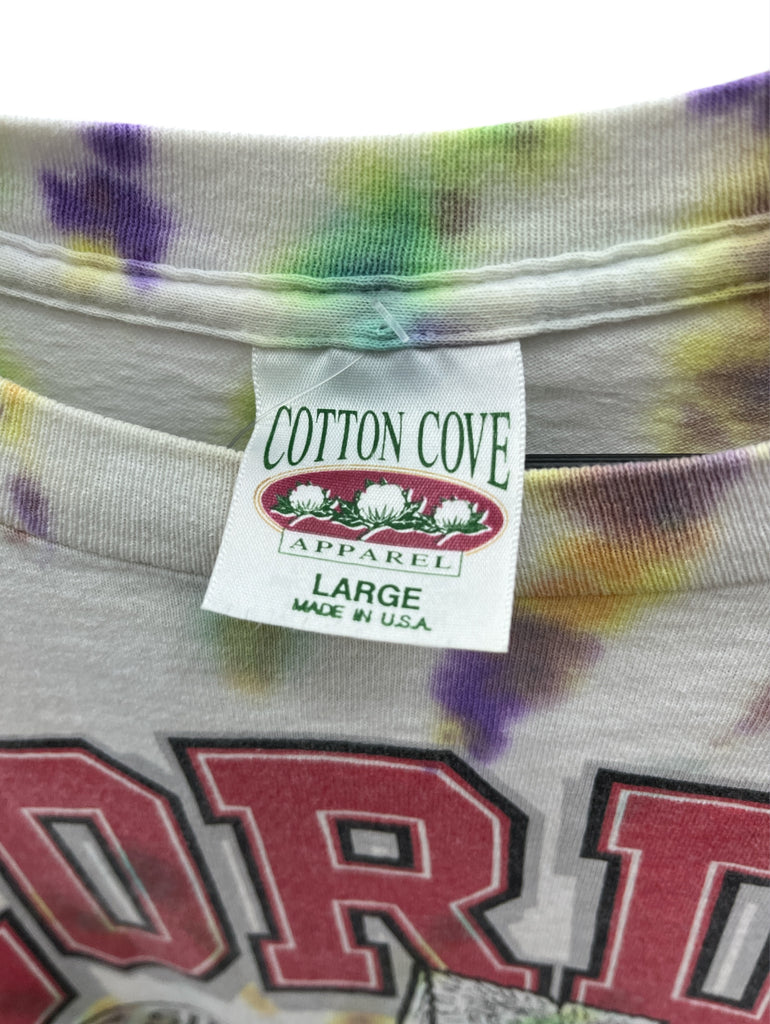 COTTON COVE
APPAREL
LARGE
MADE IN U.S.A.